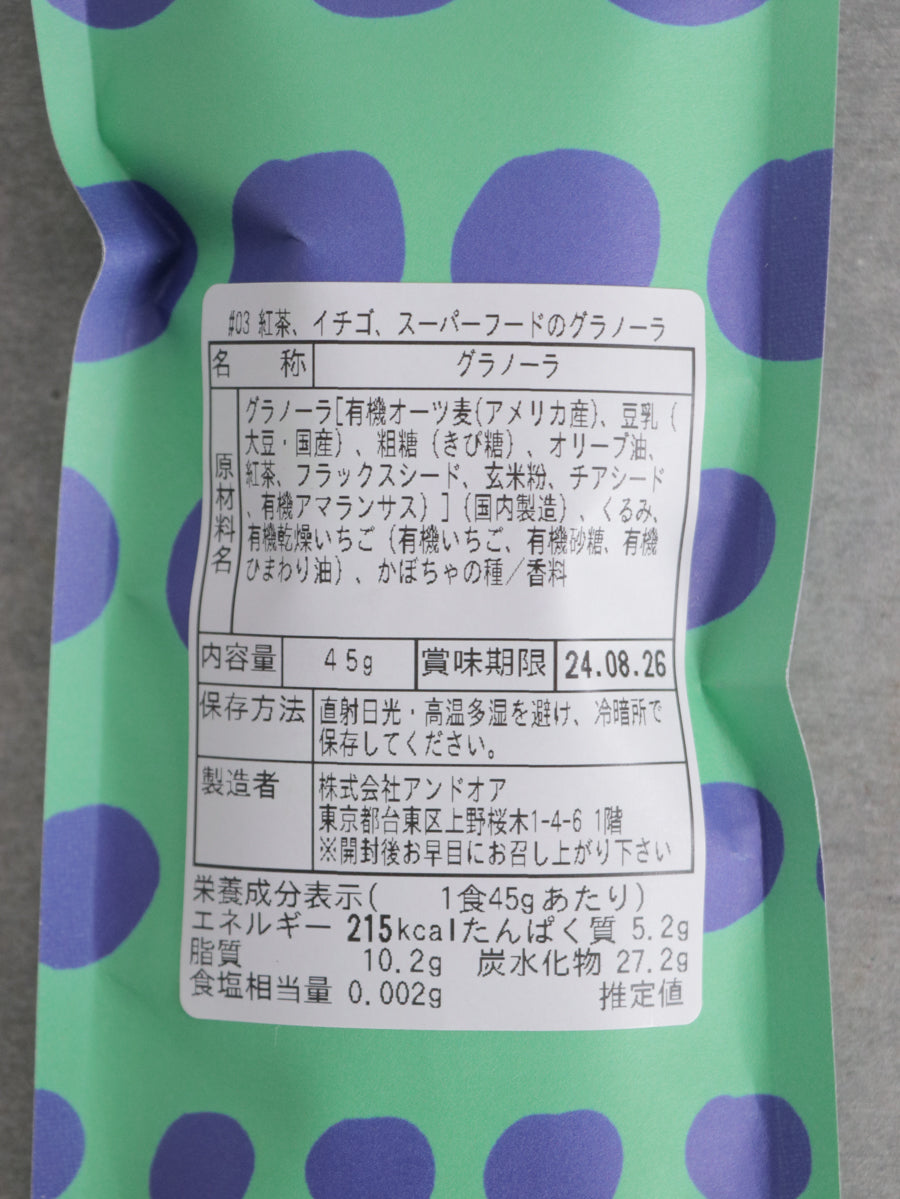 #03 紅茶、イチゴ、スーパーフードのグラノーラ
名 称 グラノーラ
原材料名
グラノーラ[有機オーツ麦(アメリカ産)、豆乳(
大豆・国産)、粗糖(きび糖)、オリーブ油、
紅茶、フラックスシード、玄米粉、チアシード
、有機アマランサス)](国内製造)、くるみ、
有機乾燥いちご(有機いちご、有機砂糖、有機
ひまわり油)、かぼちゃの種/香料
内容量 45g 賞味期限 24.08.26
保存方法 直射日光・高温多湿を避け、冷暗所で
保存してください。
製造者 株式会社アンドオア
東京都台東区上野桜木1-4-6 1階
※開封後お早目にお召し上がり下さい
栄養成分表示( 1食45gあたり)
エネルギー 215kcalたんぱく質 5.2g
脂質 10.2g 炭水化物 27.2g
食塩相当量 0.002g 推定値